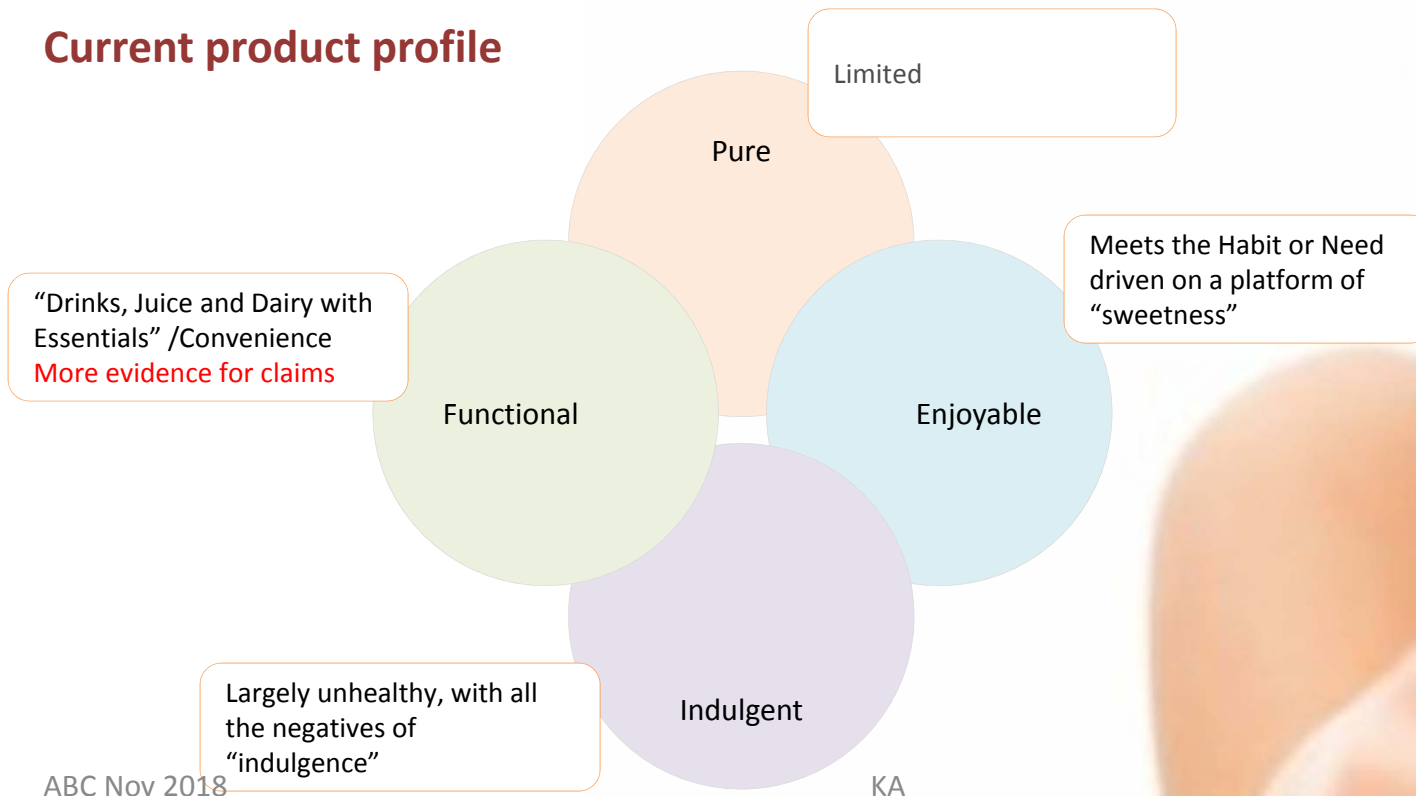 Current product profile
Limited
Pure
Meets the Habit or Need
driven on a platform of
“sweetness”
“Drinks, Juice and Dairy with
Essentials” /Convenience
More evidence for claims
Functional
Enjoyable
Largely unhealthy, with all
the negatives of
“indulgence”
Indulgent
ABC Nov 2018
KA